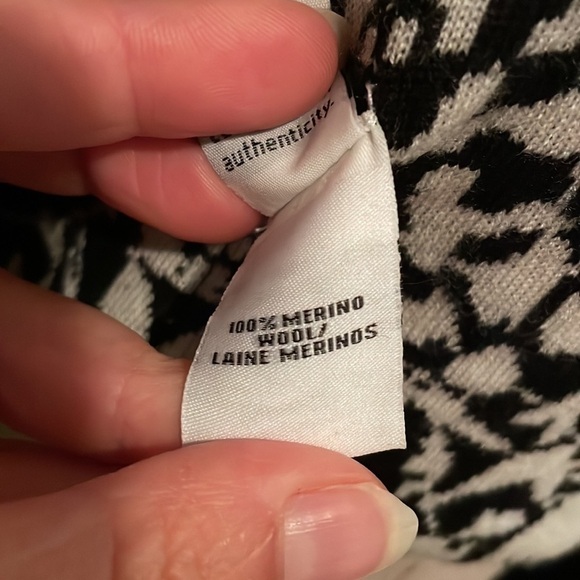 authenticity.
100% MERINO
WOOL/
LAINE MERINOS